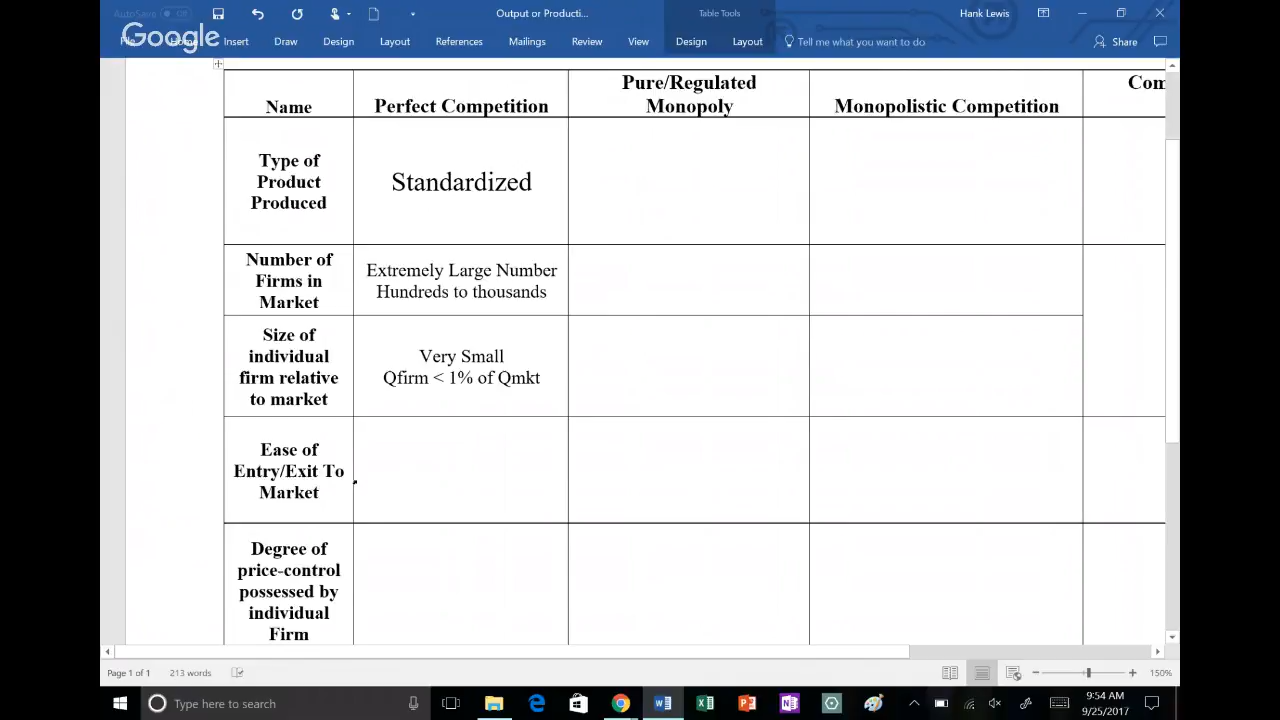 AutoSave Off
Output or Producti...
Table Tools
Hank Lewis
Google
File Home Insert Draw Design Layout References Mailings Review View Design Layout Tell me what you want to do Share
Pure/Regulated
Com
Name
Perfect Competition
Monopoly
Monopolistic Competition
Type of
Product
Produced
Standardized
Number of
Firms in
Market
Extremely Large Number
Hundreds to thousands
Size of
individual
firm relative
to market
Very Small
Qfirm < 1% of Qmkt
Ease of
Entry/Exit To
Market
Degree of
price-control
possessed by
individual
Firm
Page 1 of 1
213 words
150%
Type here to search
9:54 AM
9/25/2017